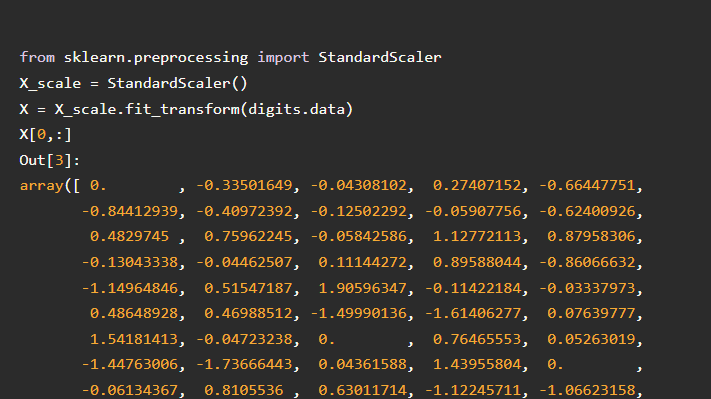 from sklearn.preprocessing import StandardScaler
X_scale = StandardScaler()
X = X_scale.fit_transform(digits.data)
X[0,:]
Out[3]:
array([ 0.        , -0.33501649, -0.04308102,  0.27407152, -0.66447751,
       -0.84412939, -0.40972392, -0.12502292, -0.05907756, -0.62400926,
        0.4829745 ,  0.75962245, -0.05842586,  1.12772113,  0.87958306,
       -0.13043338, -0.04462507,  0.11144272,  0.89588044, -0.86066632,
       -1.14964846,  0.51547187,  1.90596347, -0.11422184, -0.03337973,
        0.48648928,  0.46988512, -1.49990136, -1.61406277,  0.07639777,
        1.54181413, -0.04723238,  0.        ,  0.76465553,  0.05263019,
       -1.44763006, -1.73666443,  0.04361588,  1.43955804,  0.        ,
       -0.06134367,  0.8105536 ,  0.63011714, -1.12245711, -1.06623158,